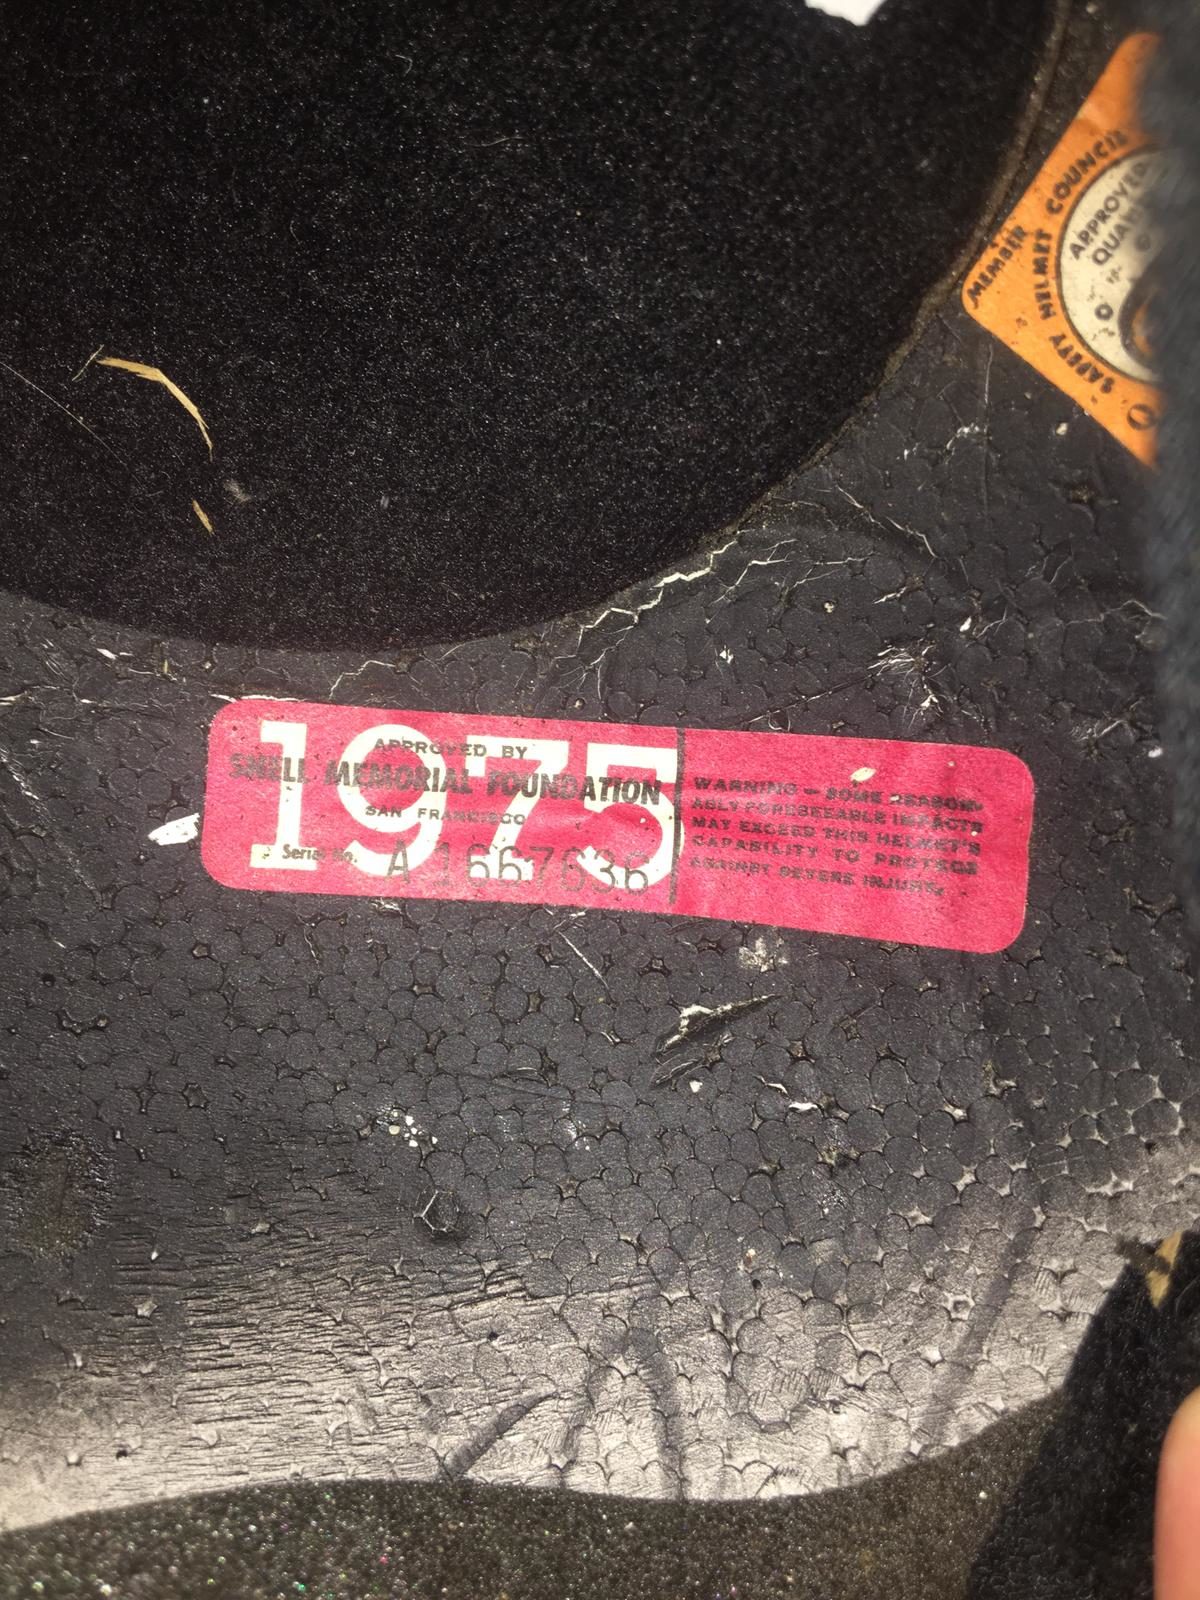 MEMBER
SAFETY HELMET COUNCIL
APPROVED
1975
APPROVED BY
SNELL MEMORIAL FOUNDATION
SAN FRANCISCO
Serial No. A 1667636
WARNING — SOME REASON-
ABLY FORESEEABLE IMPACTS
MAY EXCEED THIS HELMET'S
CAPABILITY TO PROTECT
AGAINST SEVERE INJURY.